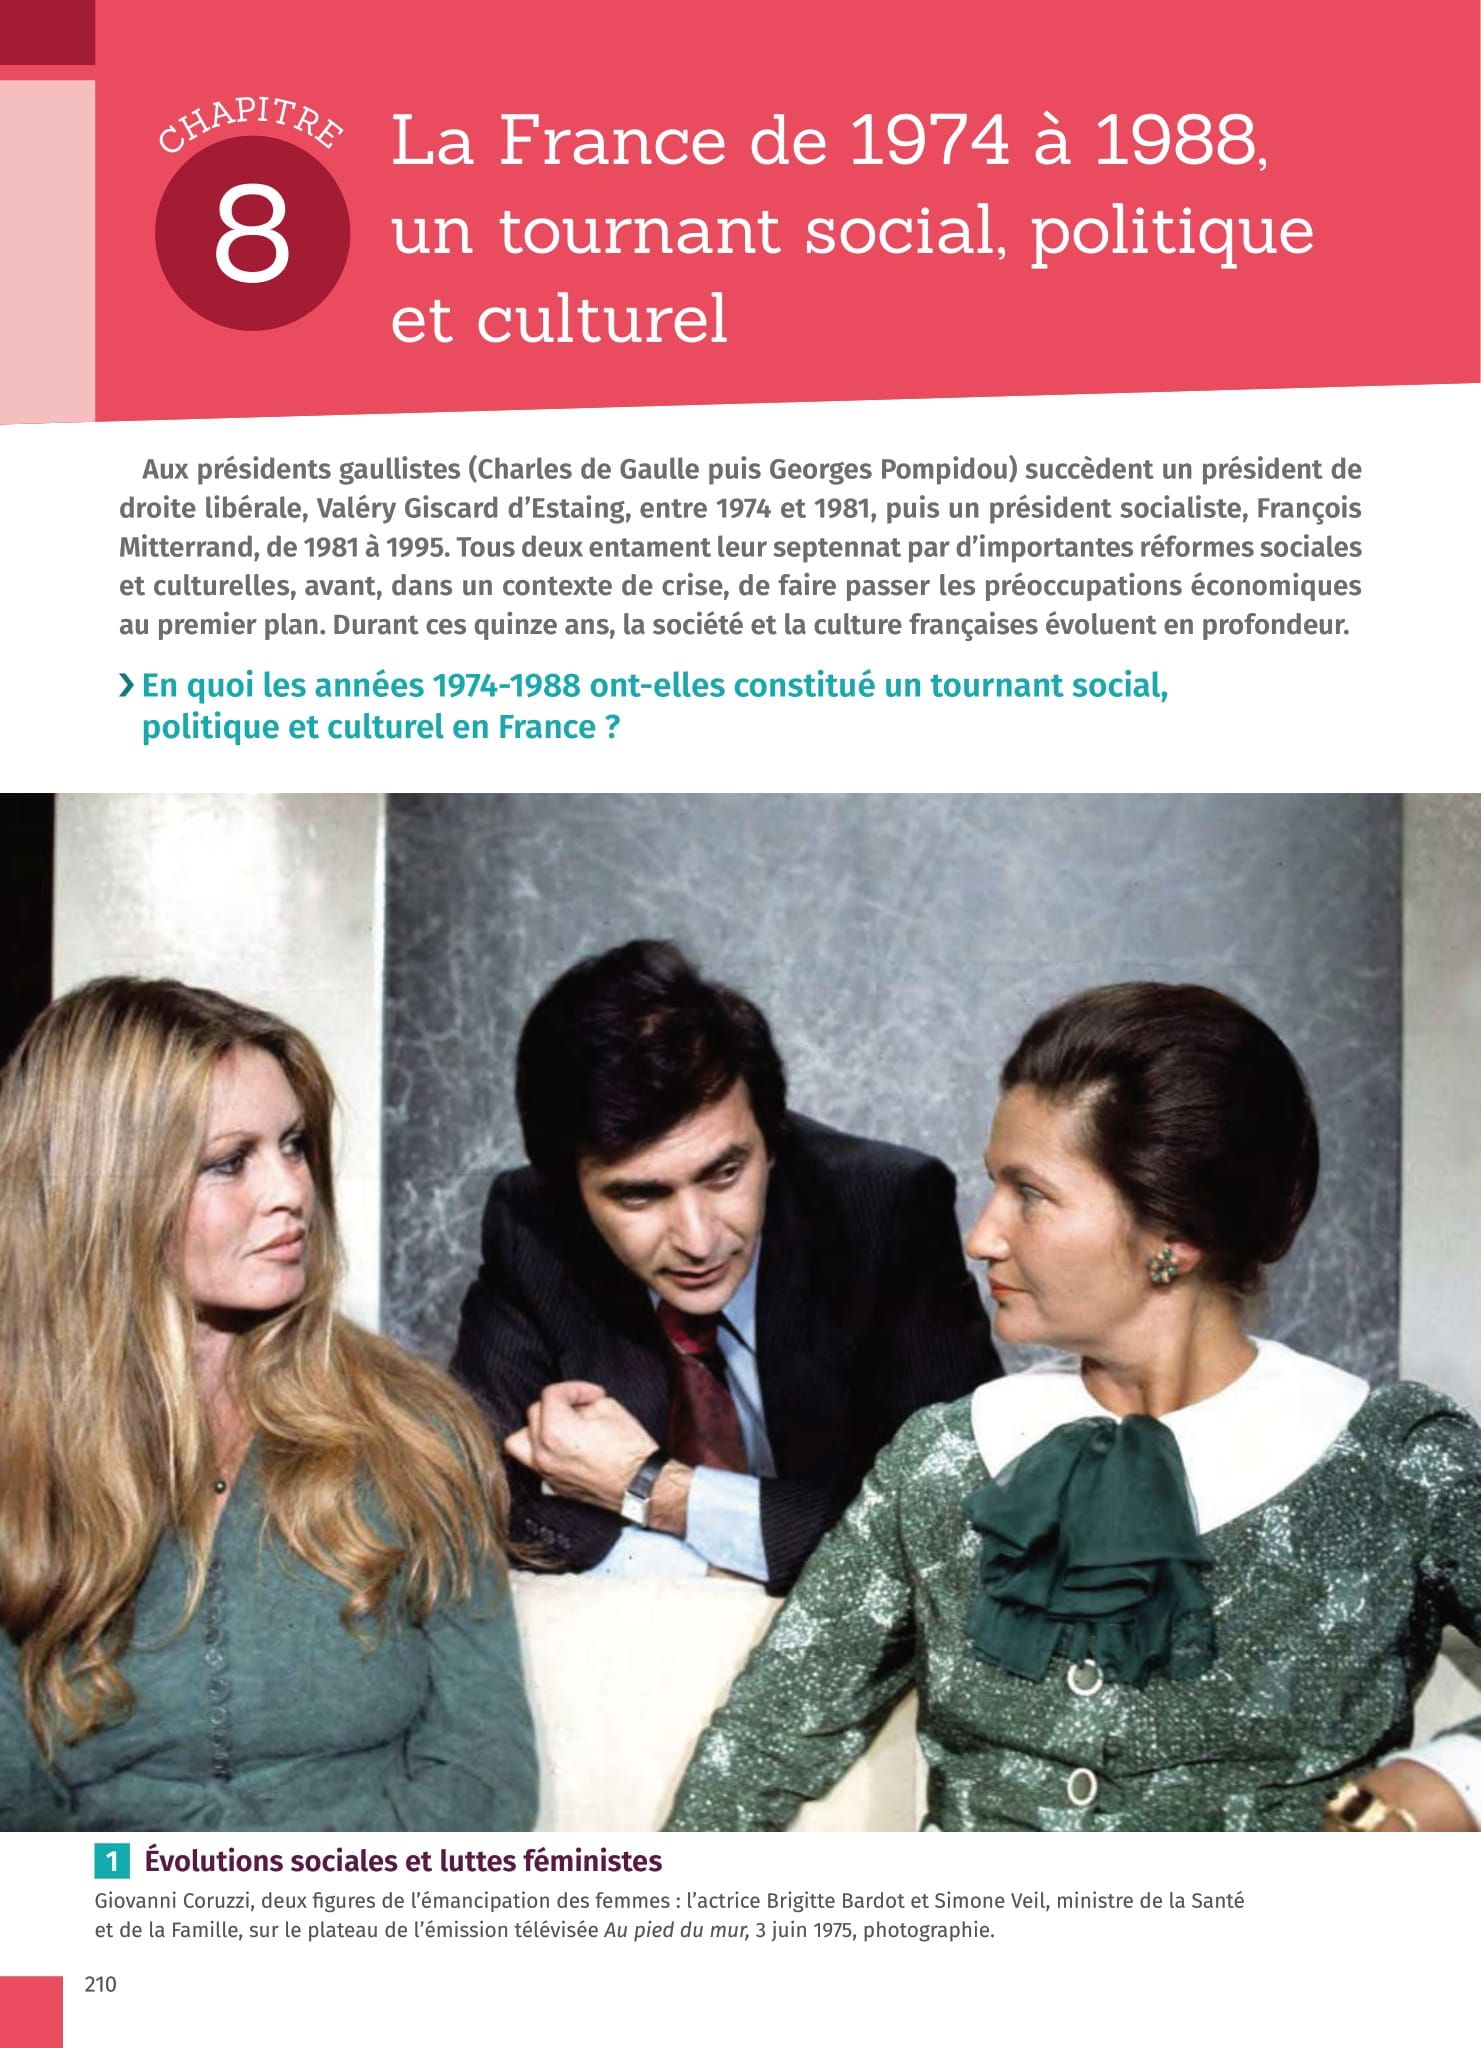 CHAPITRE
8
La France de 1974 à 1988,
un tournant social, politique
et culturel
Aux présidents gaullistes (Charles de Gaulle puis Georges Pompidou) succèdent un président de
droite libérale, Valéry Giscard d’Estaing, entre 1974 et 1981, puis un président socialiste, François
Mitterrand, de 1981 à 1995. Tous deux entament leur septennat par d’importantes réformes sociales
et culturelles, avant, dans un contexte de crise, de faire passer les préoccupations économiques
au premier plan. Durant ces quinze ans, la société et la culture françaises évoluent en profondeur.
› En quoi les années 1974-1988 ont-elles constitué un tournant social,
politique et culturel en France ?
1 Évolutions sociales et luttes féministes
Giovanni Coruzzi, deux figures de l’émancipation des femmes : l’actrice Brigitte Bardot et Simone Veil, ministre de la Santé
et de la Famille, sur le plateau de l’émission télévisée Au pied du mur, 3 juin 1975, photographie.
210